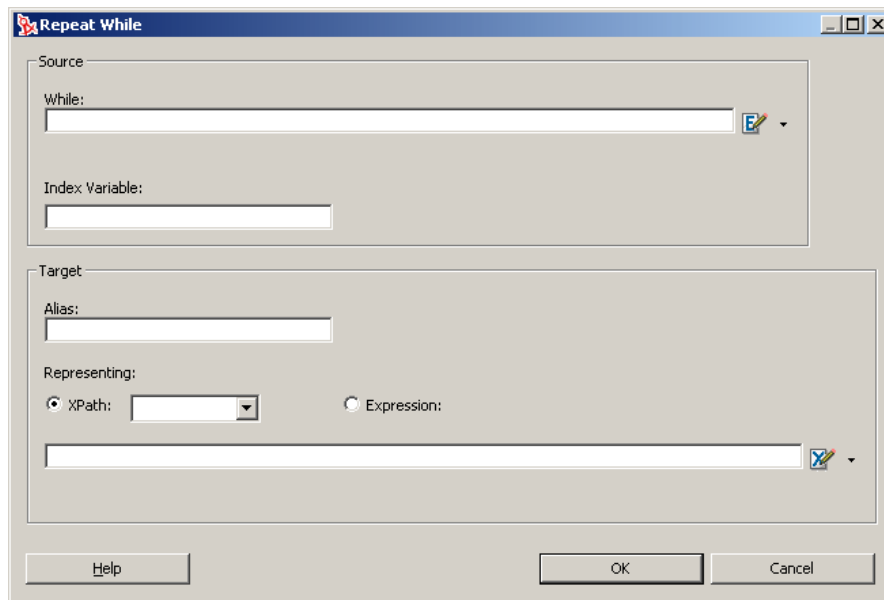 Repeat While
Source
While:
Index Variable:
Target
Alias:
Representing:
XPath: Expression:
Help OK Cancel